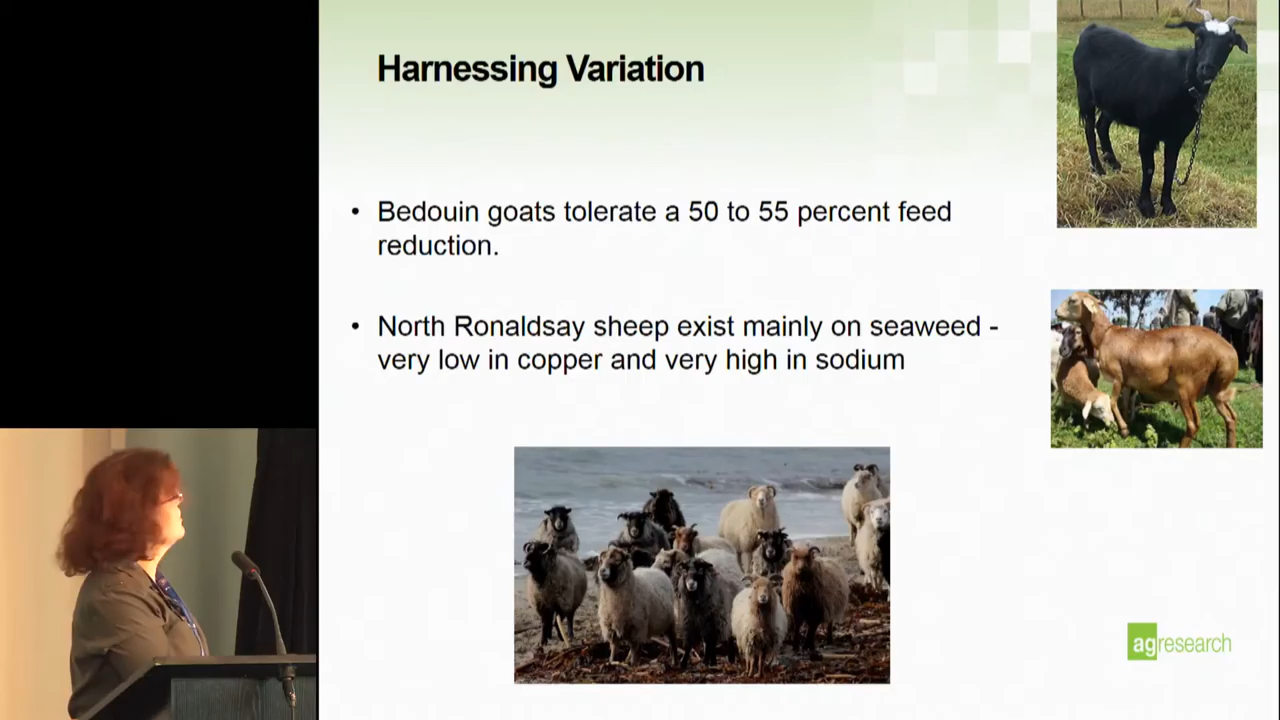 Harnessing Variation
• Bedouin goats tolerate a 50 to 55 percent feed
reduction.
• North Ronaldsay sheep exist mainly on seaweed -
very low in copper and very high in sodium
agresearch